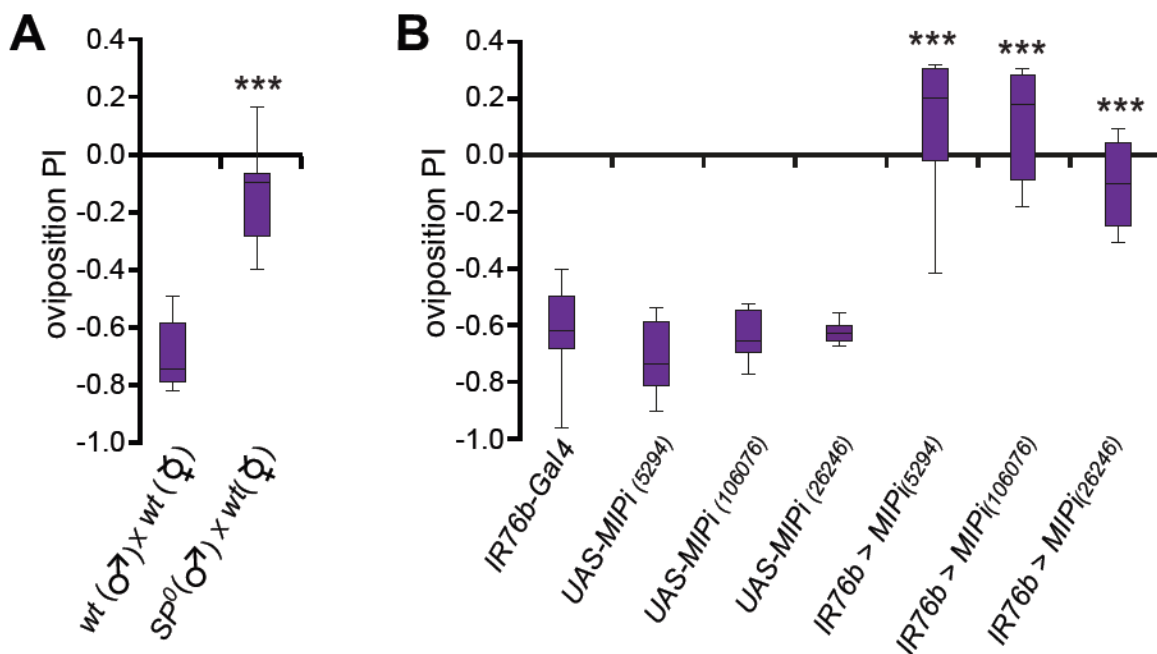 A
oviposition PI
0.4
0.2
0.0
-0.2
-0.4
-0.6
-0.8
-1.0
***
wt (♂) x wt (☿)
SP⁰(♂) x wt(☿)
B
oviposition PI
0.4
0.2
0.0
-0.2
-0.4
-0.6
-0.8
-1.0
***
***
***
IR76b-Gal4
UAS-MIPi (5294)
UAS-MIPi (106076)
UAS-MIPi (26246)
IR76b > MIPi(5294)
IR76b > MIPi(106076)
IR76b > MIPi(26246)